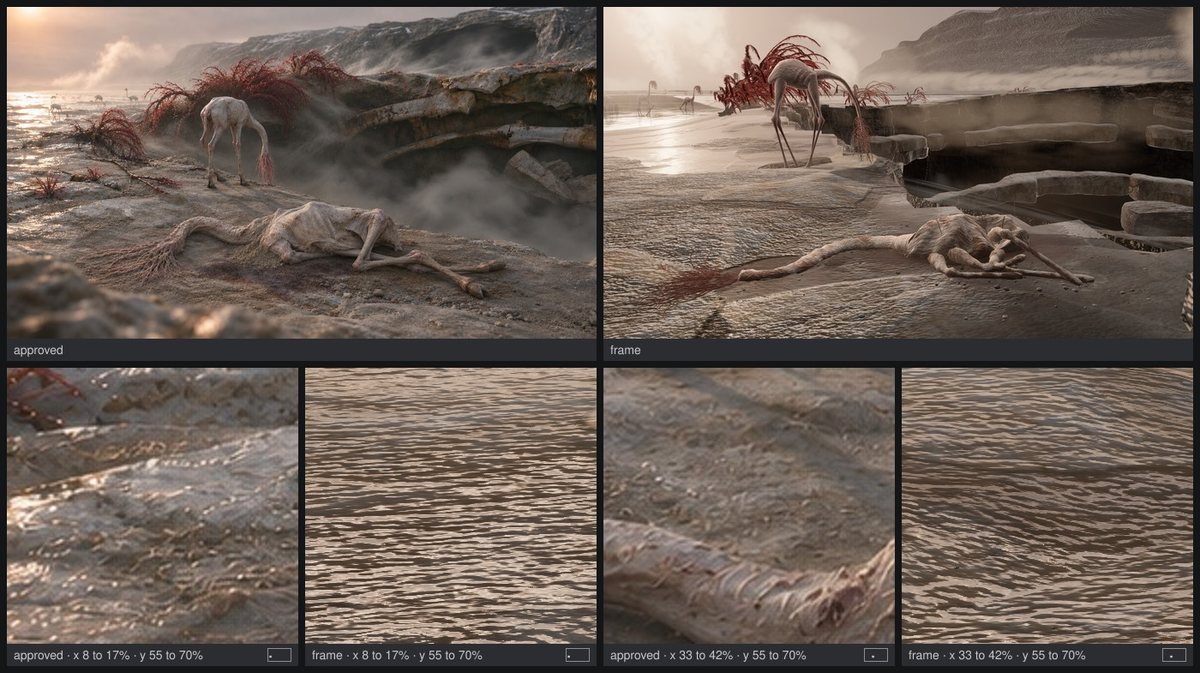 approved
frame
approved · x 8 to 17% · y 55 to 70%
frame · x 8 to 17% · y 55 to 70%
approved · x 33 to 42% · y 55 to 70%
frame · x 33 to 42% · y 55 to 70%